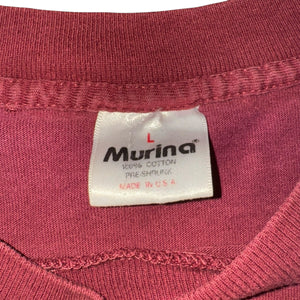 L
Murina®
100% COTTON
PRE-SHRUNK
MADE IN U.S.A